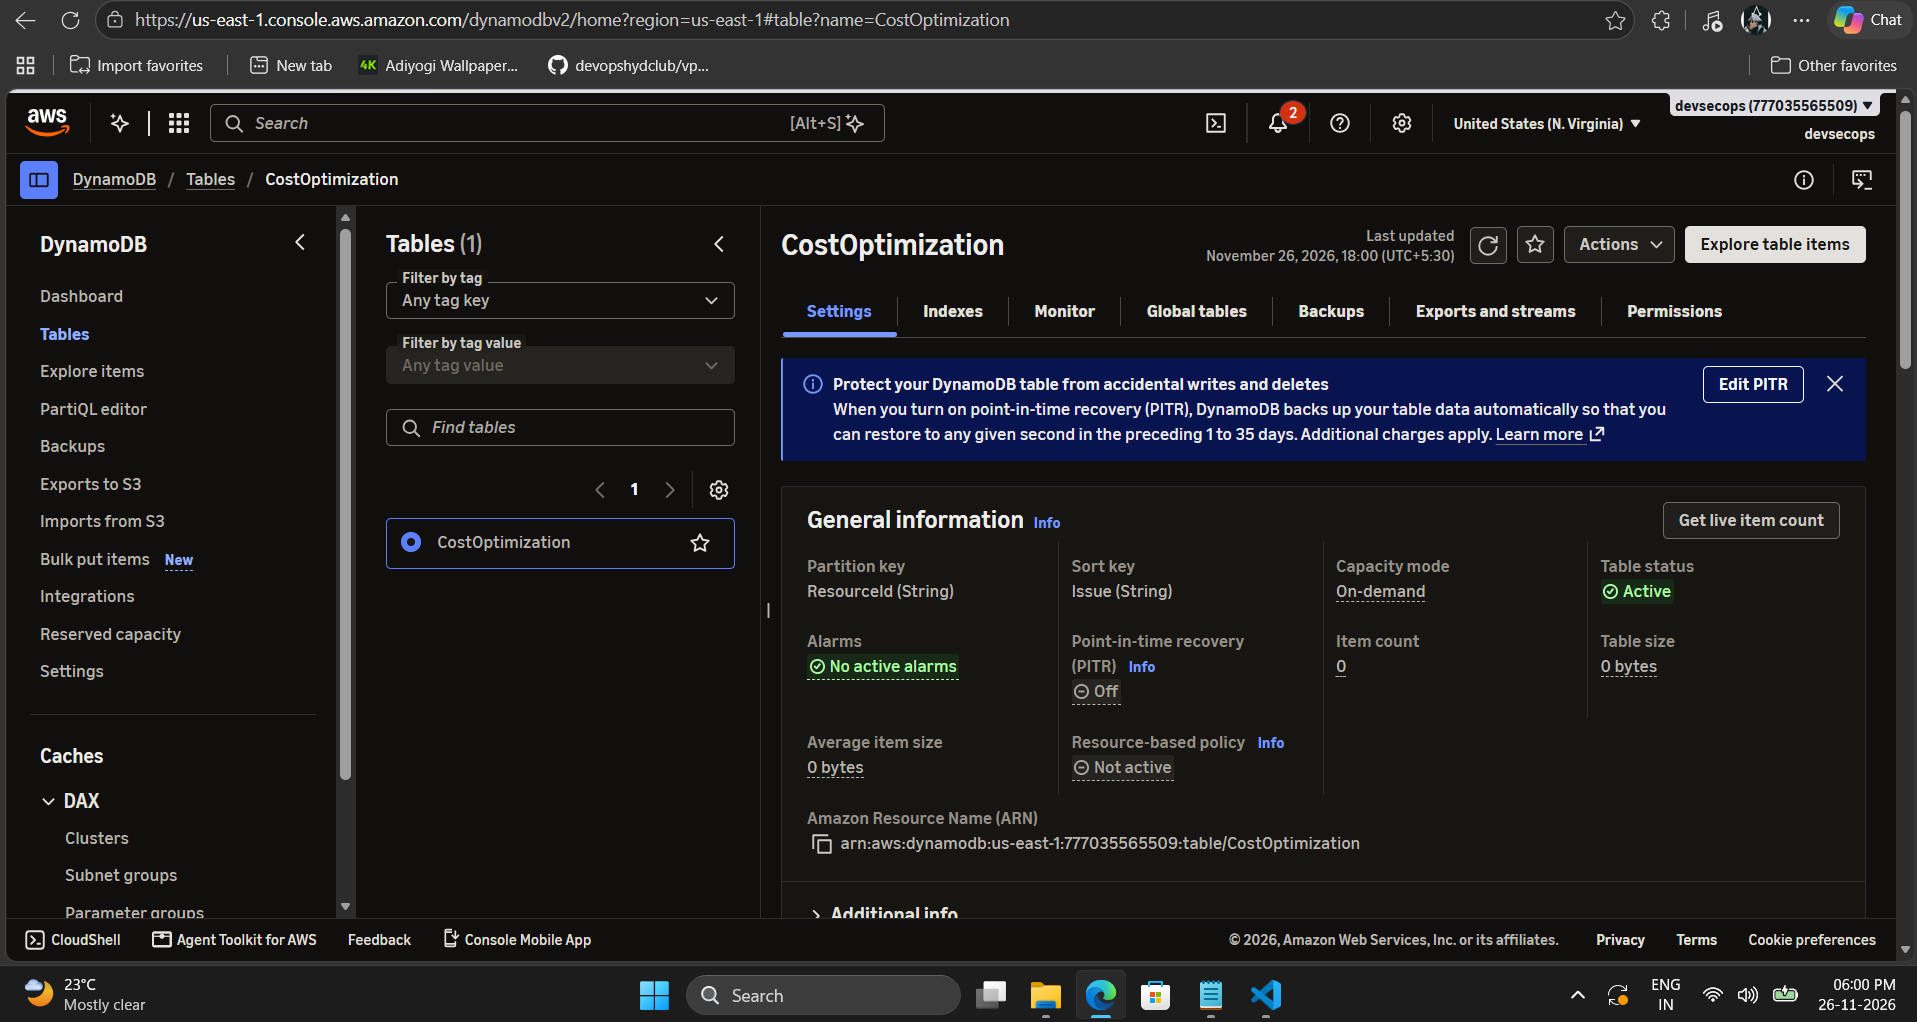 https://us-east-1.console.aws.amazon.com/dynamodbv2/home?region=us-east-1#table?name=CostOptimization
Chat
Import favorites
New tab
4K Adiyogi Wallpaper...
devopshydclub/vp...
Other favorites
aws
Search
[Alt+S]
2
United States (N. Virginia)
devsecops (777035565509)
devsecops
DynamoDB / Tables / CostOptimization
DynamoDB
Dashboard
Tables
Explore items
PartiQL editor
Backups
Exports to S3
Imports from S3
Bulk put items New
Integrations
Reserved capacity
Settings
Caches
DAX
Clusters
Subnet groups
Parameter groups
Tables (1)
Filter by tag
Any tag key
Filter by tag value
Any tag value
Find tables
1
CostOptimization
CostOptimization
Last updated
November 26, 2026, 18:00 (UTC+5:30)
Actions
Explore table items
Settings
Indexes
Monitor
Global tables
Backups
Exports and streams
Permissions
Protect your DynamoDB table from accidental writes and deletes
When you turn on point-in-time recovery (PITR), DynamoDB backs up your table data automatically so that you
can restore to any given second in the preceding 1 to 35 days. Additional charges apply. Learn more
Edit PITR
General information Info
Get live item count
Partition key
ResourceId (String)
Sort key
Issue (String)
Capacity mode
On-demand
Table status
Active
Alarms
No active alarms
Point-in-time recovery
(PITR) Info
Off
Item count
0
Table size
0 bytes
Average item size
0 bytes
Resource-based policy Info
Not active
Amazon Resource Name (ARN)
arn:aws:dynamodb:us-east-1:777035565509:table/CostOptimization
Additional info
CloudShell
Agent Toolkit for AWS
Feedback
Console Mobile App
© 2026, Amazon Web Services, Inc. or its affiliates.
Privacy
Terms
Cookie preferences
23°C
Mostly clear
Search
ENG
IN
06:00 PM
26-11-2026